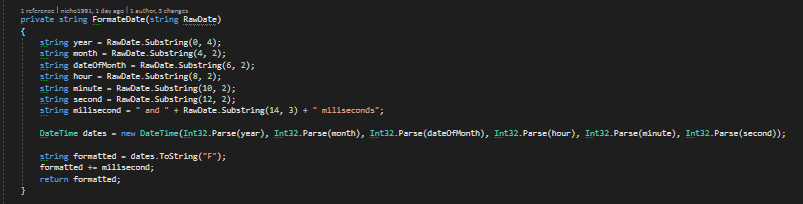 1 reference | niche1991, 1 day ago | 1 author, 3 changes
private string FormateDate(string RawDate)
{
string year = RawDate.Substring(0, 4);
string month = RawDate.Substring(4, 2);
string dateOfMonth = RawDate.Substring(6, 2);
string hour = RawDate.Substring(8, 2);
string minute = RawDate.Substring(10, 2);
string second = RawDate.Substring(12, 2);
string milisecond = " and " + RawDate.Substring(14, 3) + " miliseconds";
DateTime dates = new DateTime(Int32.Parse(year), Int32.Parse(month), Int32.Parse(dateOfMonth), Int32.Parse(hour), Int32.Parse(minute), Int32.Parse(second));
string formatted = dates.ToString("F");
formatted += milisecond;
return formatted;
}